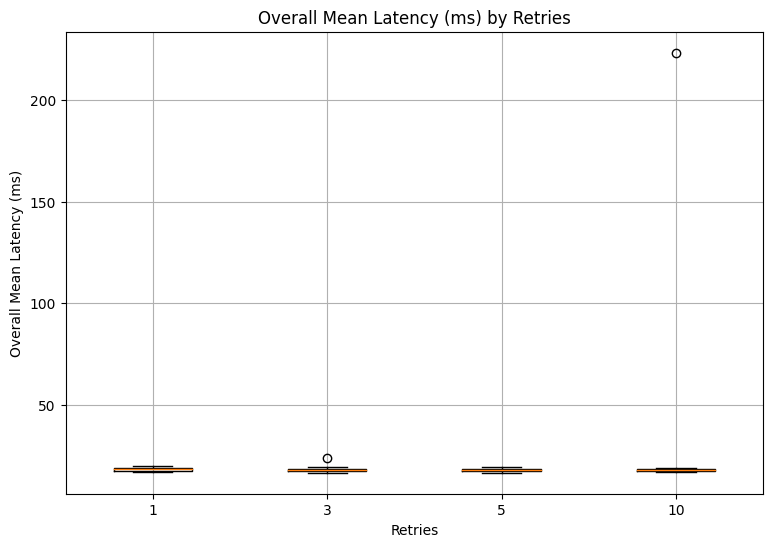 Overall Mean Latency (ms) by Retries
Overall Mean Latency (ms)
200
150
100
50
1 3 5 10
Retries